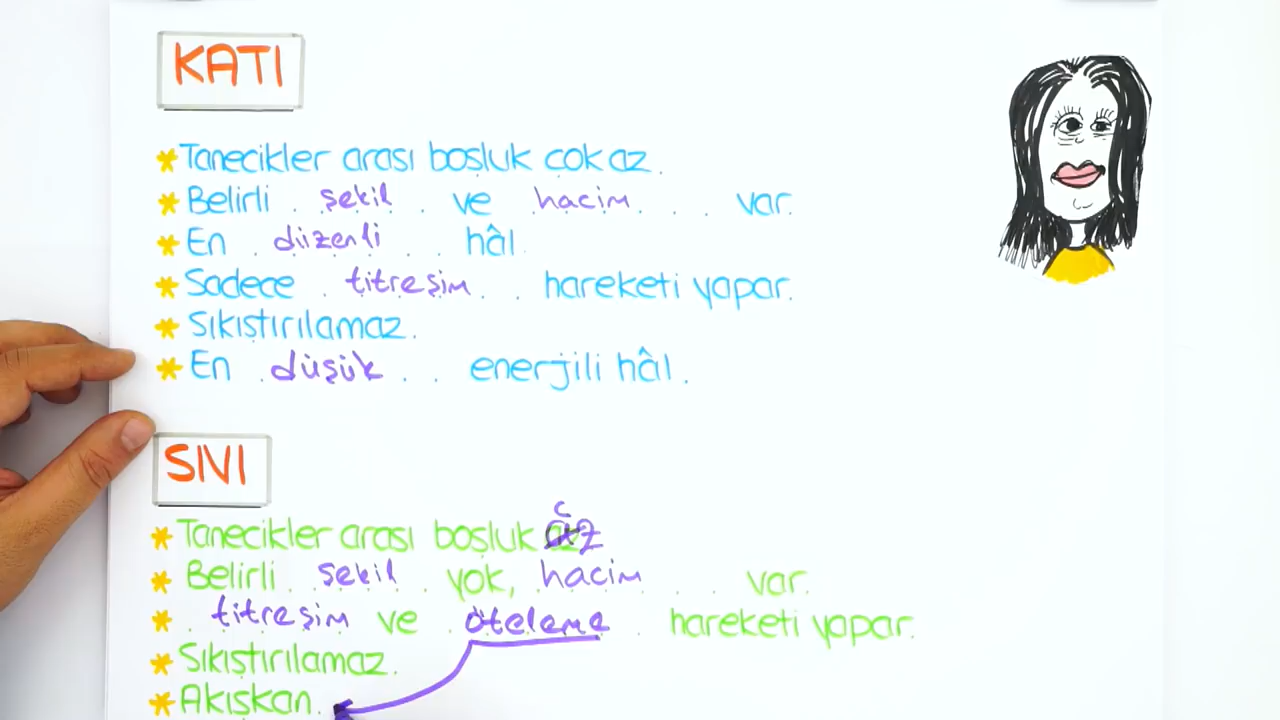 KATI
* Tanecikler arası boşluk çok az.
* Belirli şekil ve hacim var.
* En düzenli hâl.
* Sadece titreşim hareketi yapar.
* Sıkıştırılamaz.
* En düşük enerjili hâl.
SIVI
* Tanecikler arası boşluk az
* Belirli şekil yok, hacim var.
* titreşim ve öteleme hareketi yapar.
* Sıkıştırılamaz.
* Akışkan.